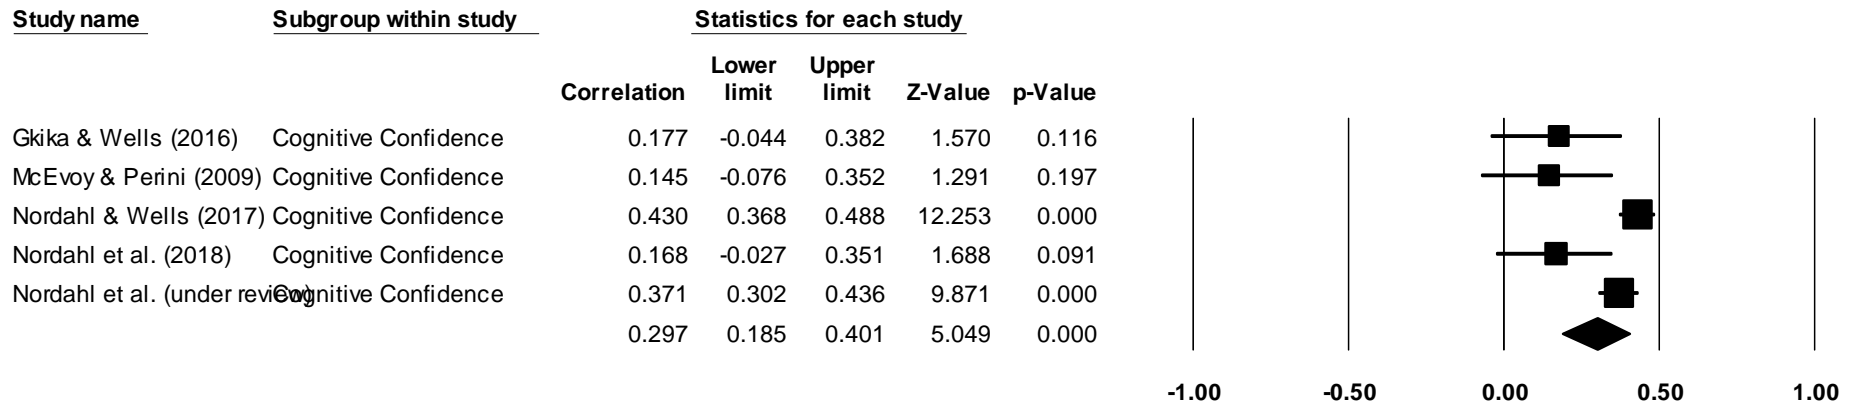 Study name Subgroup within study Statistics for each study
Lower Upper
Correlation limit limit Z-Value p-Value
Gkika & Wells (2016) Cognitive Confidence 0.177 -0.044 0.382 1.570 0.116
McEvoy & Perini (2009) Cognitive Confidence 0.145 -0.076 0.352 1.291 0.197
Nordahl & Wells (2017) Cognitive Confidence 0.430 0.368 0.488 12.253 0.000
Nordahl et al. (2018) Cognitive Confidence 0.168 -0.027 0.351 1.688 0.091
Nordahl et al. (under review) Cognitive Confidence 0.371 0.302 0.436 9.871 0.000
0.297 0.185 0.401 5.049 0.000
-1.00 -0.50 0.00 0.50 1.00